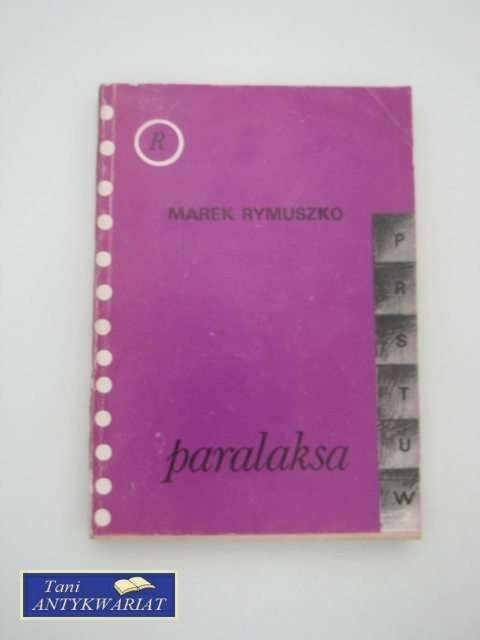 R
MAREK RYMUSZKO
P
R
S
T
U
W
paralaksa
Tani
ANTYKWARIAT